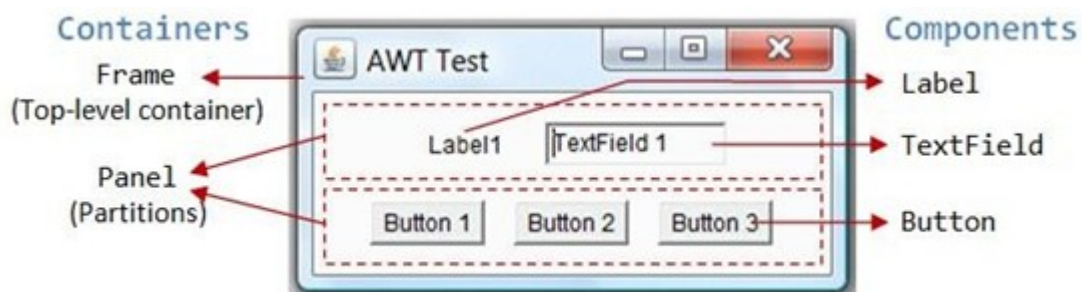 Containers
Frame
(Top-level container)
Panel
(Partitions)
AWT Test
Label1
TextField 1
Button 1
Button 2
Button 3
Components
Label
TextField
Button